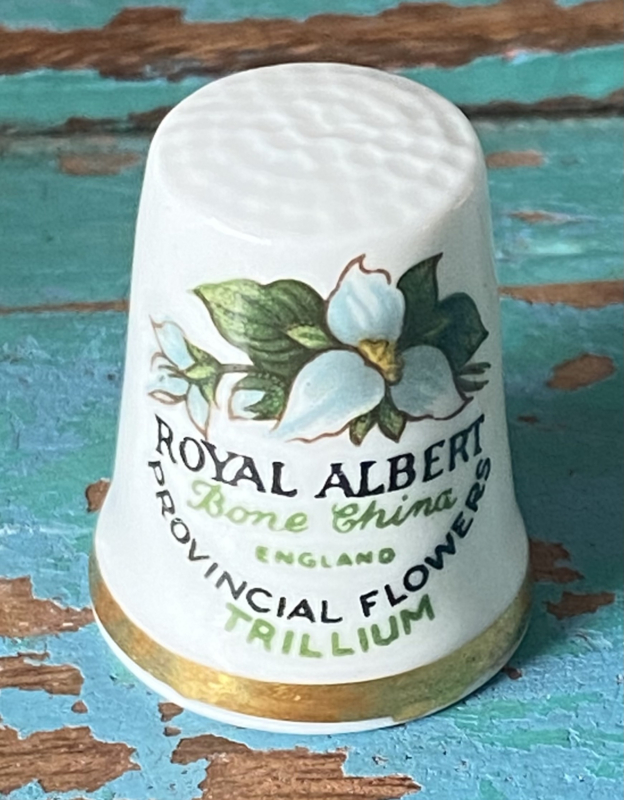 ROYAL ALBERT
Bone China
ENGLAND
PROVINCIAL FLOWERS
TRILLIUM